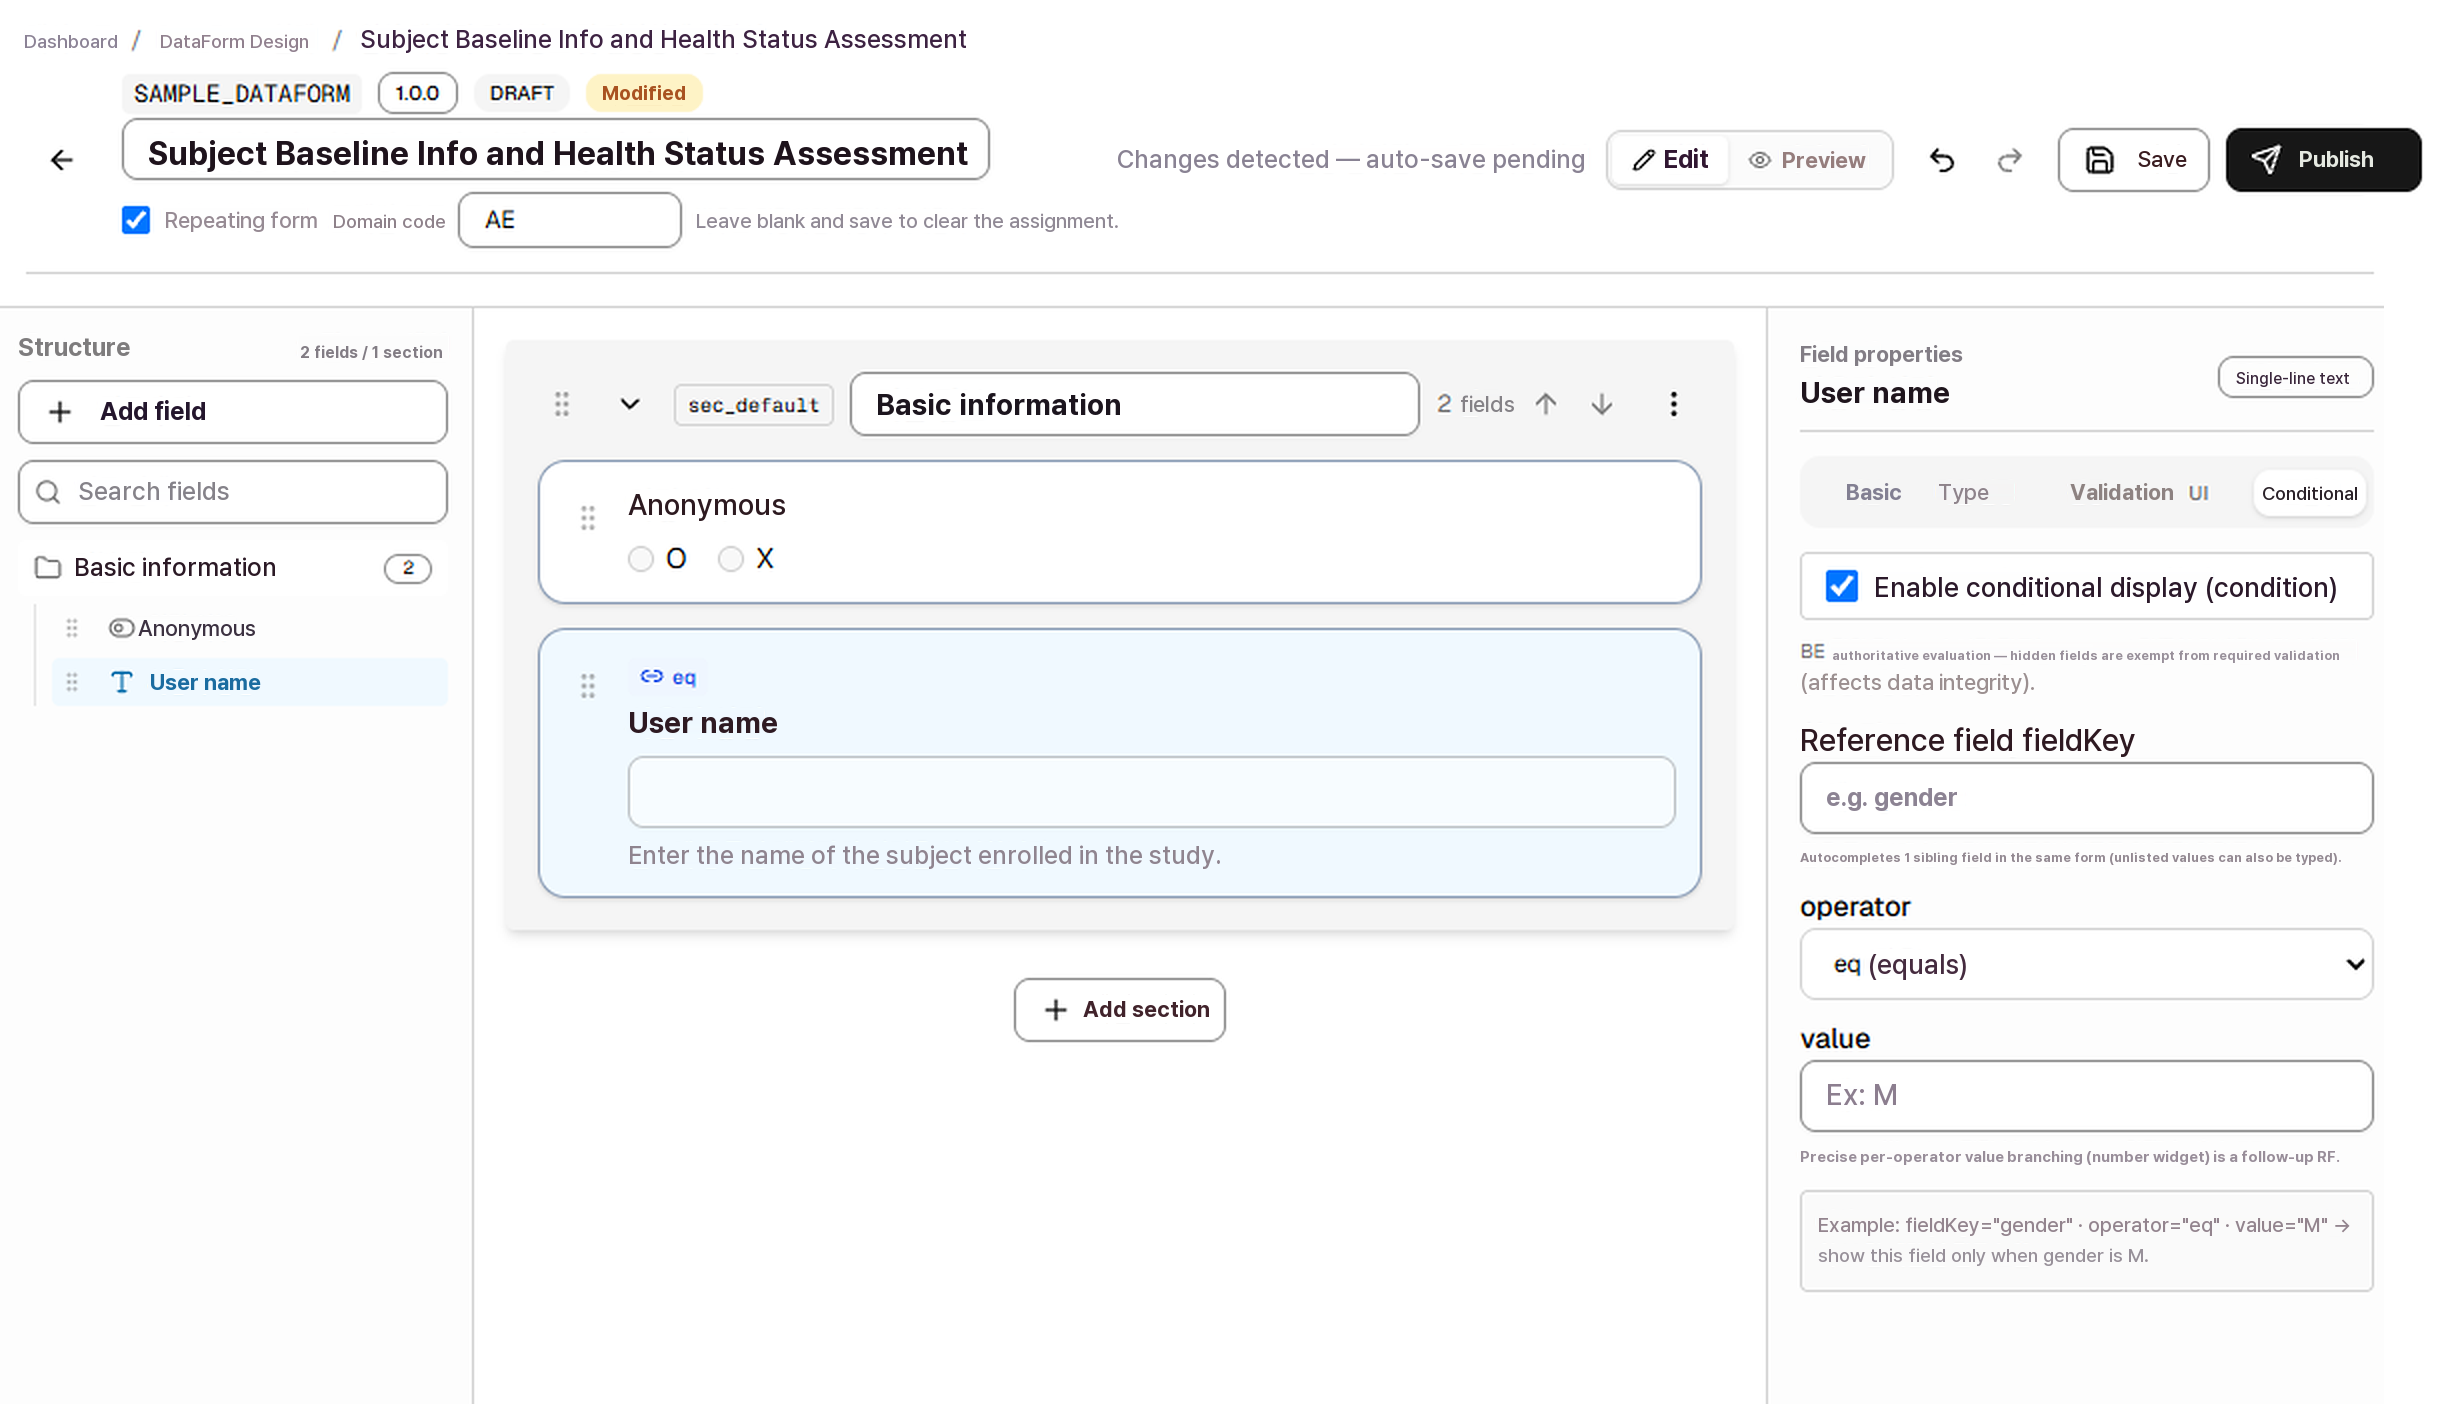 Dashboard / DataForm Design / Subject Baseline Info and Health Status Assessment
SAMPLE_DATAFORM 1.0.0 DRAFT Modified
Subject Baseline Info and Health Status Assessment
Changes detected — auto-save pending Edit Preview Save Publish
Repeating form Domain code AE Leave blank and save to clear the assignment.
Structure 2 fields / 1 section
Add field
Search fields
Basic information 2
Anonymous
User name
sec_default Basic information 2 fields
Anonymous
O X
eq
User name
Enter the name of the subject enrolled in the study.
Add section
Field properties
User name Single-line text
Basic Type Validation UI Conditional
Enable conditional display (condition)
BE authoritative evaluation — hidden fields are exempt from required validation
(affects data integrity).
Reference field fieldKey
e.g. gender
Autocompletes 1 sibling field in the same form (unlisted values can also be typed).
operator
eq (equals)
value
Ex: M
Precise per-operator value branching (number widget) is a follow-up RF.
Example: fieldKey="gender" · operator="eq" · value="M" →
show this field only when gender is M.